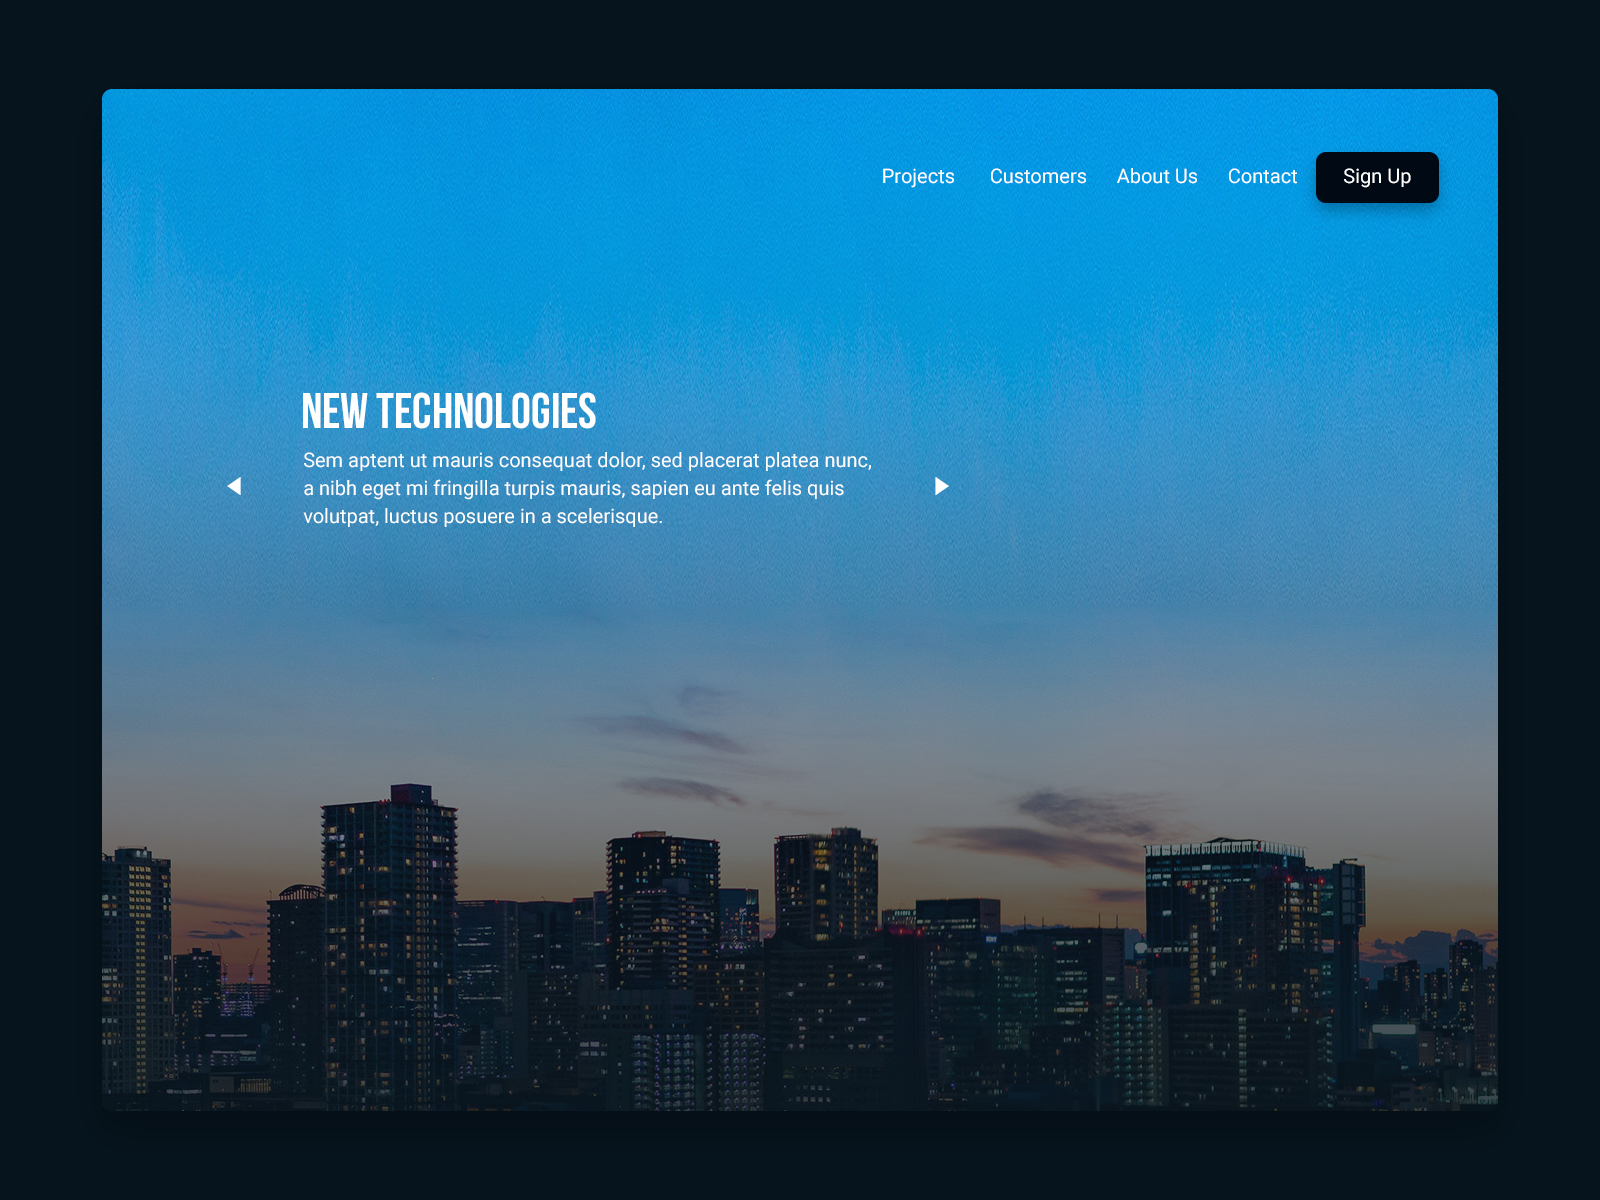 Projects Customers About Us Contact Sign Up
NEW TECHNOLOGIES
Sem aptent ut mauris consequat dolor, sed placerat platea nunc,
a nibh eget mi fringilla turpis mauris, sapien eu ante felis quis
volutpat, luctus posuere in a scelerisque.